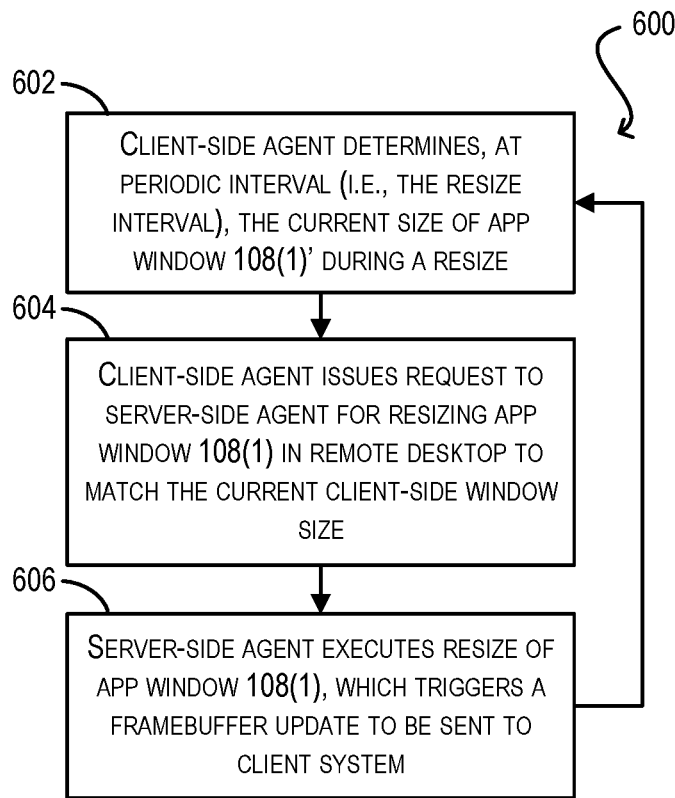 600
602
CLIENT-SIDE AGENT DETERMINES, AT
PERIODIC INTERVAL (I.E., THE RESIZE
INTERVAL), THE CURRENT SIZE OF APP
WINDOW 108(1)’ DURING A RESIZE
604
CLIENT-SIDE AGENT ISSUES REQUEST TO
SERVER-SIDE AGENT FOR RESIZING APP
WINDOW 108(1) IN REMOTE DESKTOP TO
MATCH THE CURRENT CLIENT-SIDE WINDOW
SIZE
606
SERVER-SIDE AGENT EXECUTES RESIZE OF
APP WINDOW 108(1), WHICH TRIGGERS A
FRAMEBUFFER UPDATE TO BE SENT TO
CLIENT SYSTEM